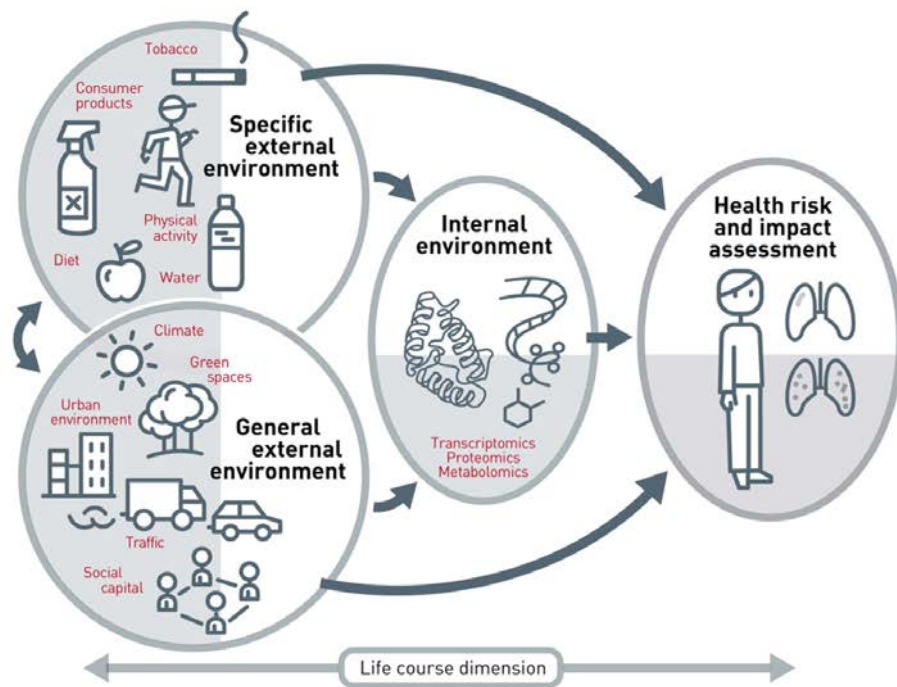 Tobacco
Consumer
products
Specific
external
environment
Physical
activity
Diet
Water
Climate
Green
spaces
Urban
environment
General
external
environment
Traffic
Social
capital
Internal
environment
Transcriptomics
Proteomics
Metabolomics
Health risk
and impact
assessment
Life course dimension